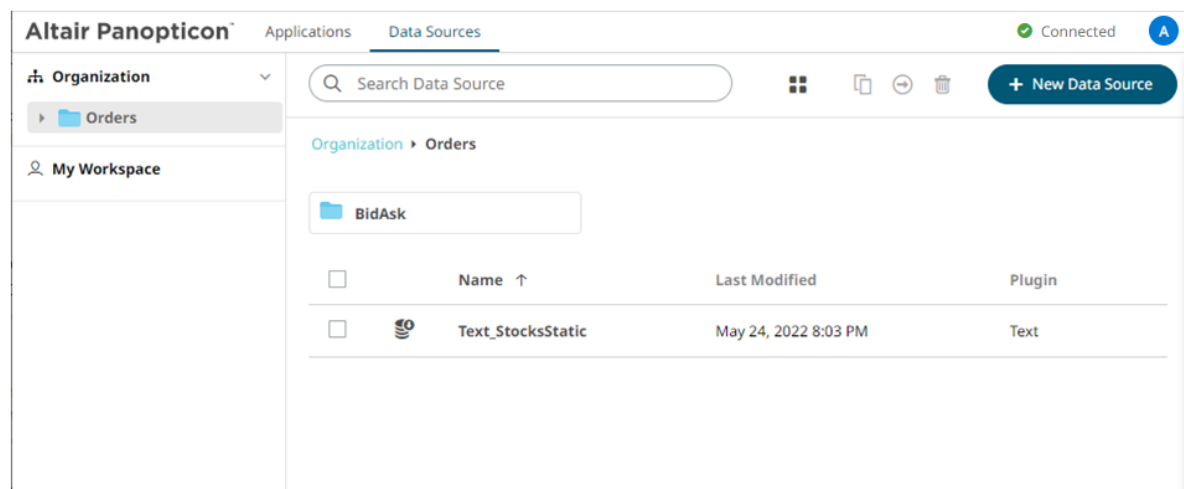 Altair Panopticon™ Applications Data Sources Connected A
Organization
Orders
My Workspace
Search Data Source + New Data Source
Organization ▸ Orders
BidAsk
Name ↑ Last Modified Plugin
Text_StocksStatic May 24, 2022 8:03 PM Text